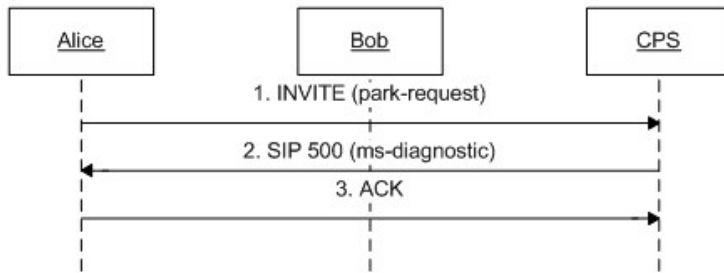 Alice
Bob
CPS
1. INVITE (park-request)
2. SIP 500 (ms-diagnostic)
3. ACK